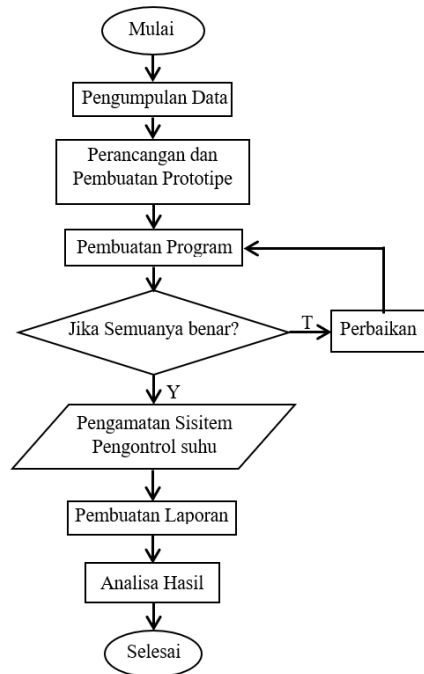 Mulai
Pengumpulan Data
Perancangan dan
Pembuatan Prototipe
Pembuatan Program
Jika Semuanya benar?
T
Perbaikan
Y
Pengamatan Sisitem
Pengontrol suhu
Pembuatan Laporan
Analisa Hasil
Selesai